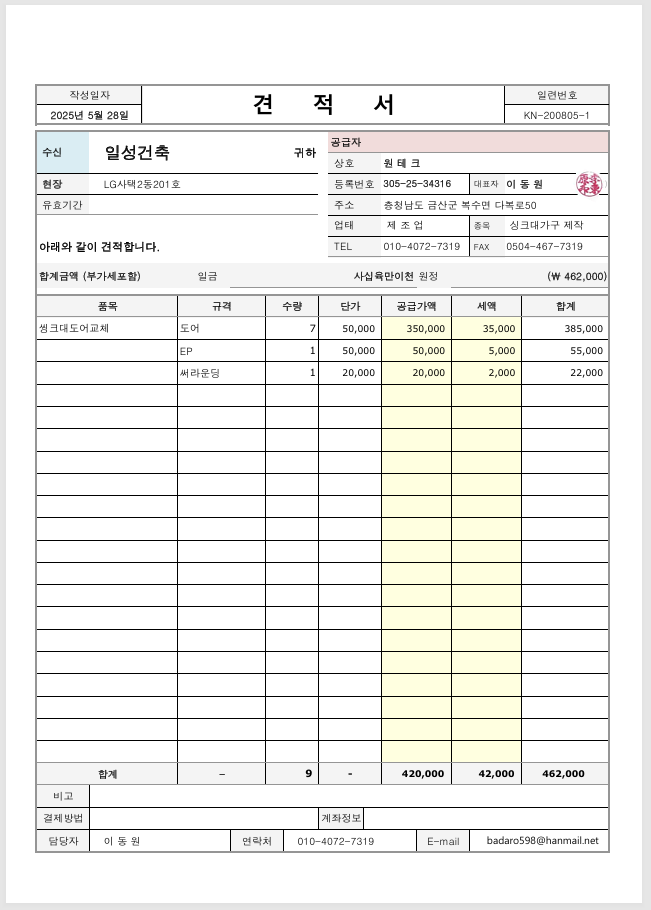 작성일자
견 적 서
일련번호
2025년 5월 28일
KN-200805-1
수신 일성건축 귀하
공급자
상호 원 테 크
현장 LG사택2동201호
등록번호 305-25-34316 대표자 이 동 원
유효기간
주소 충청남도 금산군 복수면 다복로50
업태 제 조 업 종목 싱크대가구 제작
아래와 같이 견적합니다.
TEL 010-4072-7319 FAX 0504-467-7319
합계금액 (부가세포함) 일금 사십육만이천 원정 (₩ 462,000)
품목 규격 수량 단가 공급가액 세액 합계
씽크대도어교체 도어 7 50,000 350,000 35,000 385,000
EP 1 50,000 50,000 5,000 55,000
써라운딩 1 20,000 20,000 2,000 22,000
합계 - 9 - 420,000 42,000 462,000
비고
결제방법 계좌정보
담당자 이 동 원 연락처 010-4072-7319 E-mail badaro598@hanmail.net